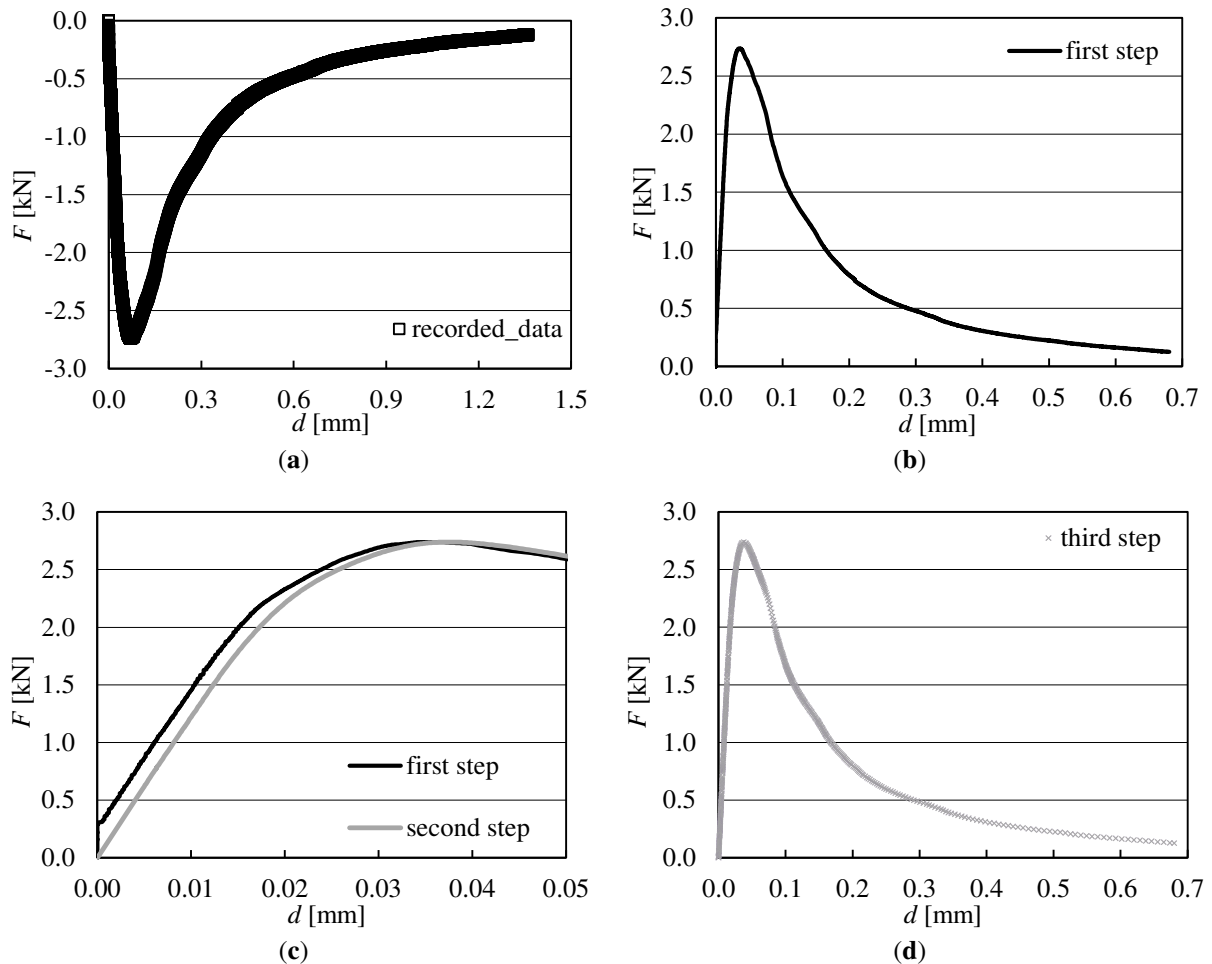 0.0
-0.5
-1.0
-1.5
-2.0
-2.5
-3.0
F [kN]
recorded_data
0.0 0.3 0.6 0.9 1.2 1.5
d [mm]
(a)
3.0
2.5
2.0
1.5
1.0
0.5
0.0
F [kN]
first step
0.0 0.1 0.2 0.3 0.4 0.5 0.6 0.7
d [mm]
(b)
3.0
2.5
2.0
1.5
1.0
0.5
0.0
F [kN]
first step
second step
0.00 0.01 0.02 0.03 0.04 0.05
d [mm]
(c)
3.0
2.5
2.0
1.5
1.0
0.5
0.0
F [kN]
third step
0.0 0.1 0.2 0.3 0.4 0.5 0.6 0.7
d [mm]
(d)